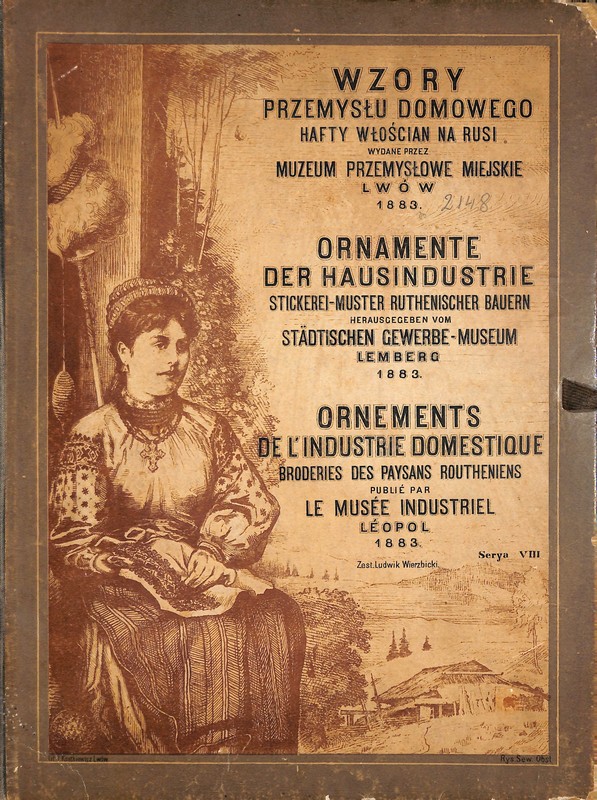 WZORY
PRZEMYSŁU DOMOWEGO
HAFTY WŁOŚCIAN NA RUSI
WYDANE PRZEZ
MUZEUM PRZEMYSŁOWE MIEJSKIE
LWÓW
1883.
2148
ORNAMENTE
DER HAUSINDUSTRIE
STICKEREI-MUSTER RUTHENISCHER BAUERN
HERAUSGEGEBEN VOM
STÄDTISCHEN GEWERBE-MUSEUM
LEMBERG
1883.
ORNEMENTS
DE L'INDUSTRIE DOMESTIQUE
BRODERIES DES PAYSANS ROUTHENIENS
PUBLIÉ PAR
LE MUSÉE INDUSTRIEL
LÉOPOL
1883.
Serya VIII
Zest. Ludwik Wierzbicki.
Rys. Sew. Obst